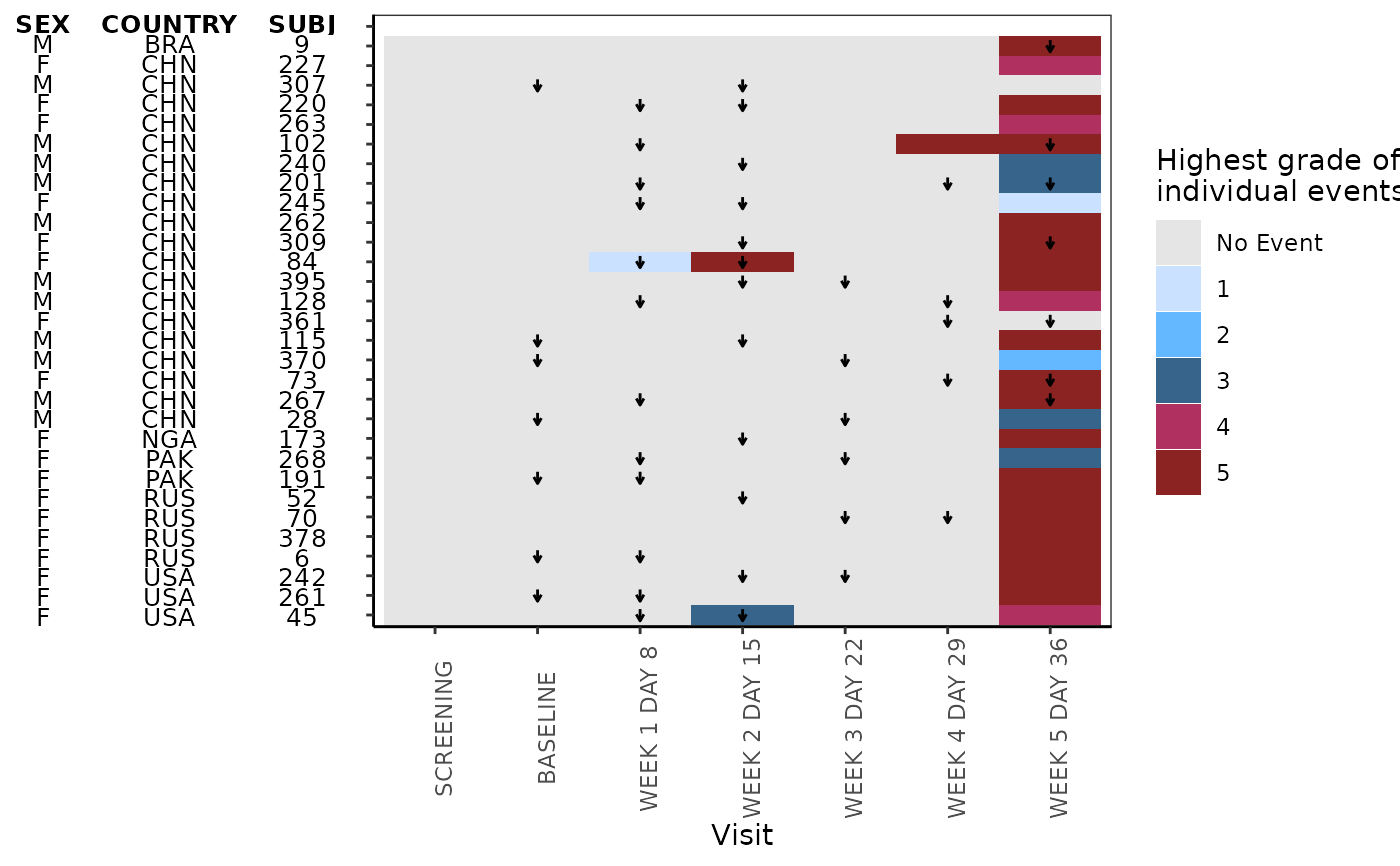 SEX COUNTRY SUBJ
M BRA 9
F CHN 227
M CHN 307
F CHN 220
F CHN 263
M CHN 102
M CHN 240
M CHN 201
F CHN 245
M CHN 262
F CHN 309
F CHN 84
M CHN 395
M CHN 128
F CHN 361
M CHN 115
M CHN 370
F CHN 73
M CHN 267
M CHN 28
F NGA 173
F PAK 268
F PAK 191
F RUS 52
F RUS 70
F RUS 378
F RUS 6
F USA 242
F USA 261
F USA 45
SCREENING
BASELINE
WEEK 1 DAY 8
WEEK 2 DAY 15
WEEK 3 DAY 22
WEEK 4 DAY 29
WEEK 5 DAY 36
Visit
Highest grade of
individual events
No Event
1
2
3
4
5